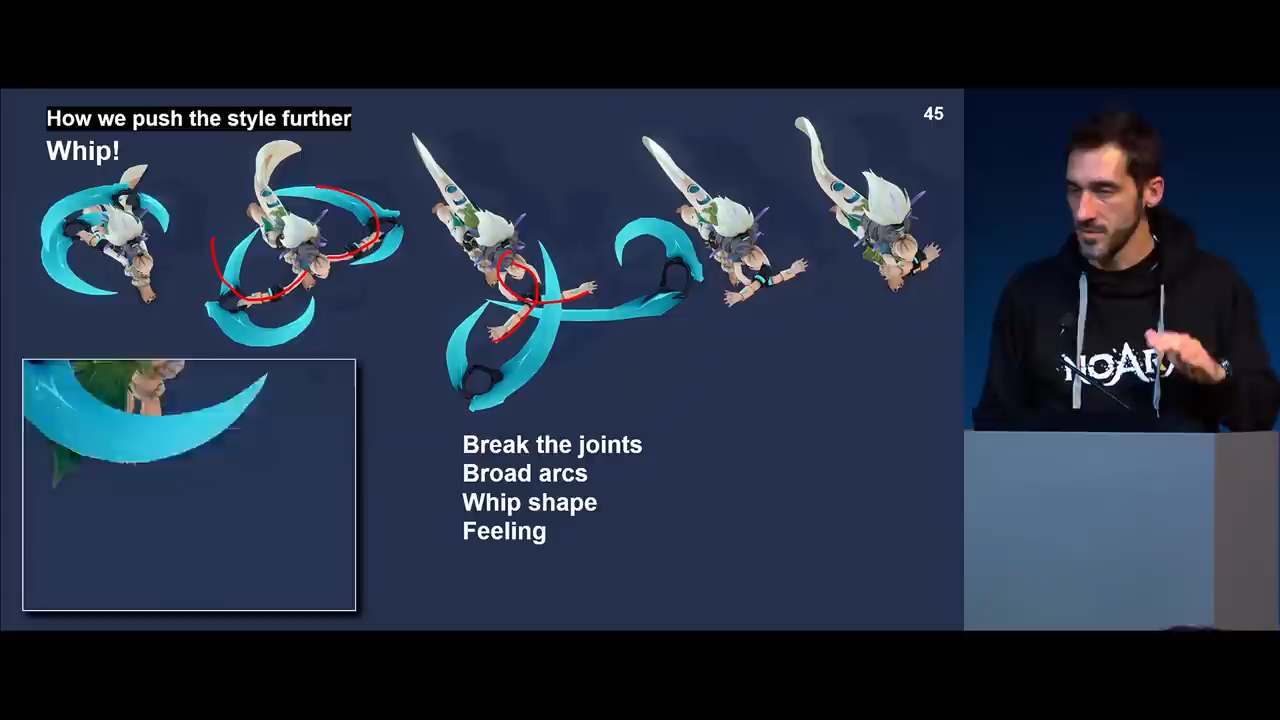 How we push the style further
45
Whip!
Break the joints
Broad arcs
Whip shape
Feeling